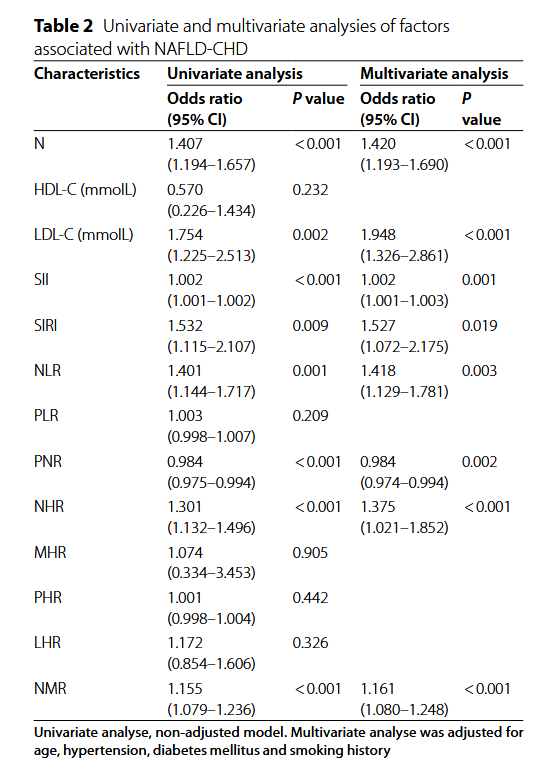 Table 2 Univariate and multivariate analysies of factors
associated with NAFLD-CHD
Characteristics Univariate analysis Multivariate analysis
Odds ratio P value Odds ratio P
(95% CI) (95% CI) value
N 1.407 <0.001 1.420 <0.001
(1.194–1.657) (1.193–1.690)
HDL-C (mmolL) 0.570 0.232
(0.226–1.434)
LDL-C (mmolL) 1.754 0.002 1.948 <0.001
(1.225–2.513) (1.326–2.861)
SII 1.002 <0.001 1.002 0.001
(1.001–1.002) (1.001–1.003)
SIRI 1.532 0.009 1.527 0.019
(1.115–2.107) (1.072–2.175)
NLR 1.401 0.001 1.418 0.003
(1.144–1.717) (1.129–1.781)
PLR 1.003 0.209
(0.998–1.007)
PNR 0.984 <0.001 0.984 0.002
(0.975–0.994) (0.974–0.994)
NHR 1.301 <0.001 1.375 <0.001
(1.132–1.496) (1.021–1.852)
MHR 1.074 0.905
(0.334–3.453)
PHR 1.001 0.442
(0.998–1.004)
LHR 1.172 0.326
(0.854–1.606)
NMR 1.155 <0.001 1.161 <0.001
(1.079–1.236) (1.080–1.248)
Univariate analyse, non-adjusted model. Multivariate analyse was adjusted for
age, hypertension, diabetes mellitus and smoking history